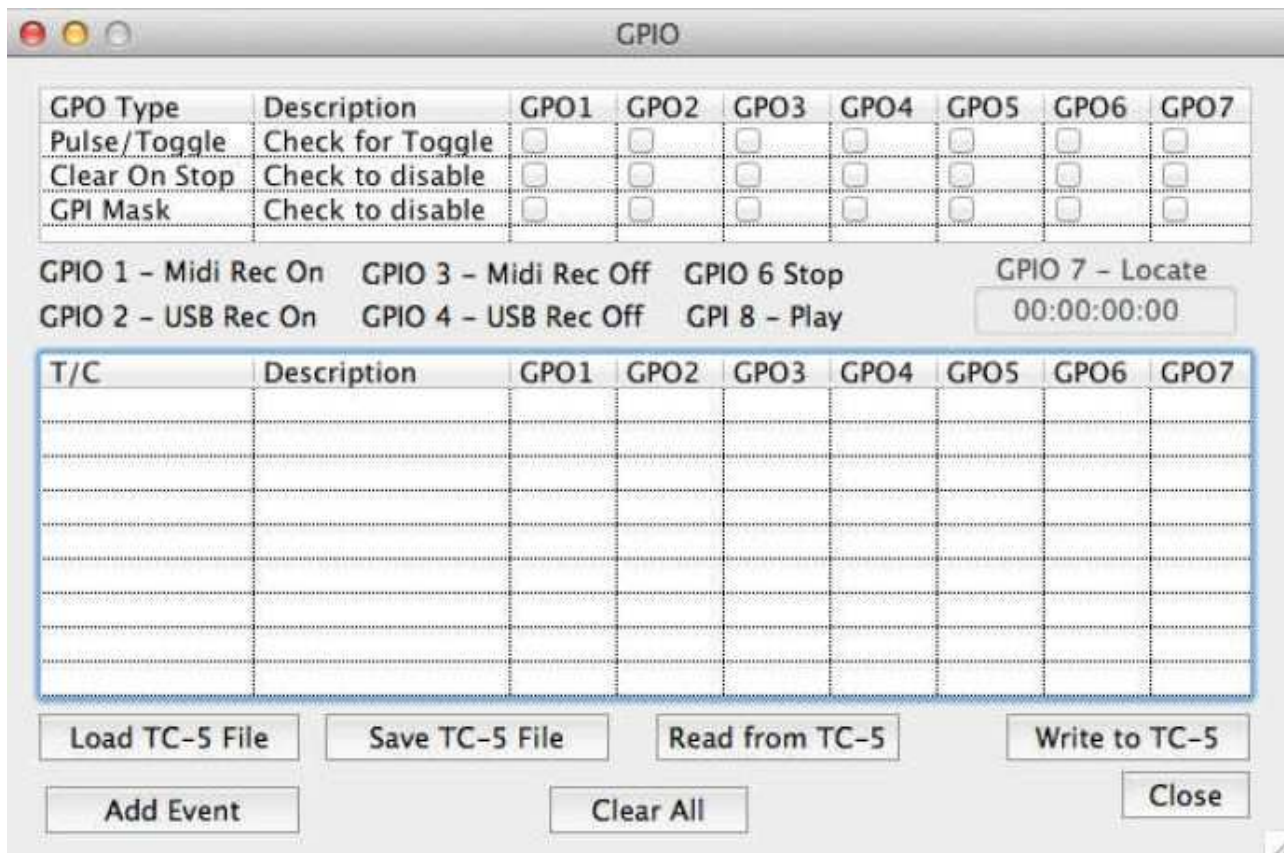 GPIO
GPO Type Description GPO1 GPO2 GPO3 GPO4 GPO5 GPO6 GPO7
Pulse/Toggle Check for Toggle
Clear On Stop Check to disable
GPI Mask Check to disable
GPIO 1 – Midi Rec On GPIO 3 – Midi Rec Off GPIO 6 Stop GPIO 7 – Locate
GPIO 2 – USB Rec On GPIO 4 – USB Rec Off GPI 8 – Play 00:00:00:00
T/C Description GPO1 GPO2 GPO3 GPO4 GPO5 GPO6 GPO7
Load TC-5 File Save TC-5 File Read from TC-5 Write to TC-5
Add Event Clear All Close